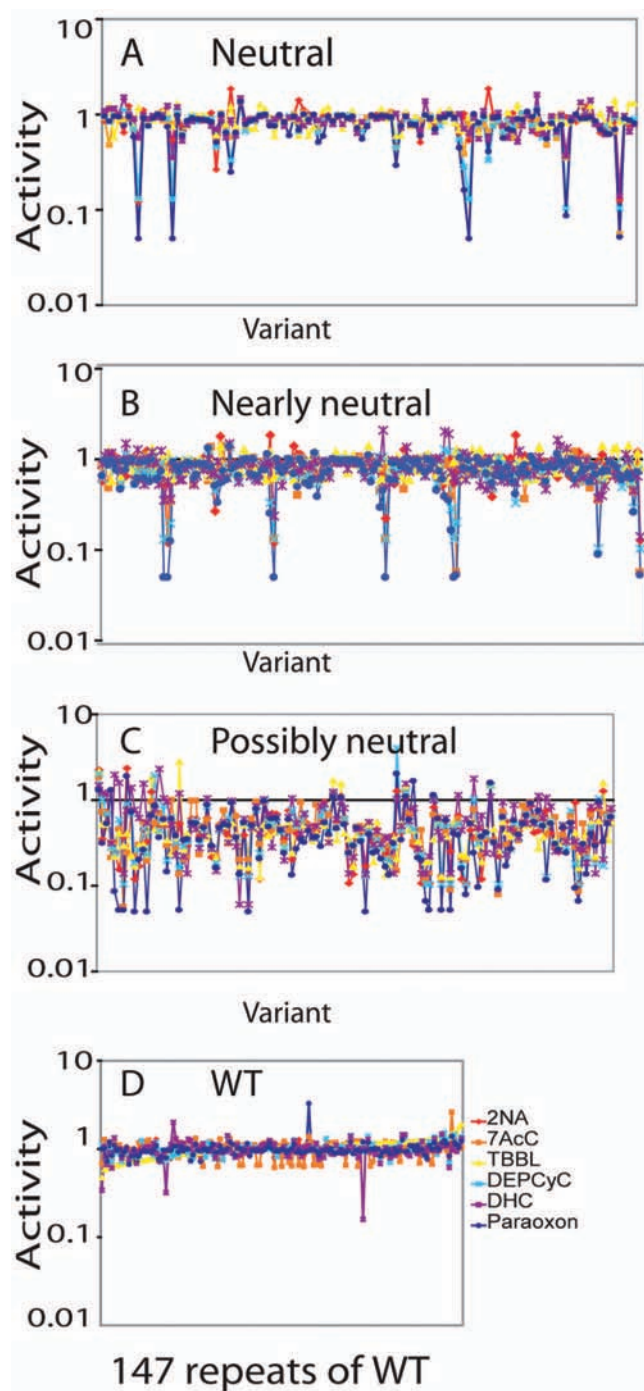 10
A Neutral
1
Activity
0.1
0.01
Variant
10
B Nearly neutral
1
Activity
0.1
0.01
Variant
10
C Possibly neutral
1
Activity
0.1
0.01
Variant
10
D WT
1
Activity
0.1
0.01
2NA
7AcC
TBBL
DEPCyC
DHC
Paraoxon
147 repeats of WT